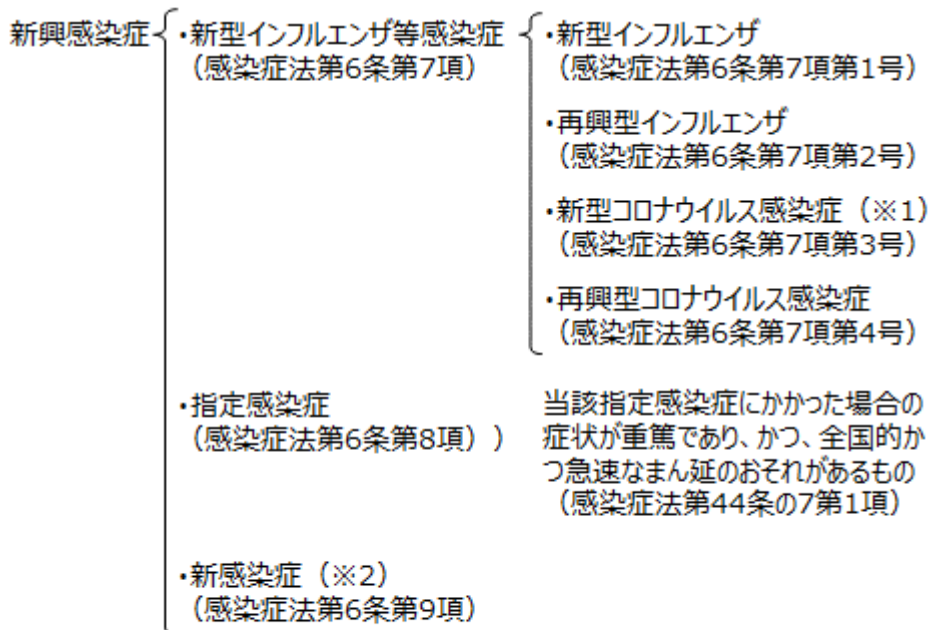 新興感染症
・新型インフルエンザ等感染症
（感染症法第6条第7項）
・新型インフルエンザ
（感染症法第6条第7項第1号）
・再興型インフルエンザ
（感染症法第6条第7項第2号）
・新型コロナウイルス感染症（※1）
（感染症法第6条第7項第3号）
・再興型コロナウイルス感染症
（感染症法第6条第7項第4号）
・指定感染症
（感染症法第6条第8項））
当該指定感染症にかかった場合の
症状が重篤であり、かつ、全国的か
つ急速なまん延のおそれがあるもの
（感染症法第44条の7第1項）
・新感染症（※2）
（感染症法第6条第9項）